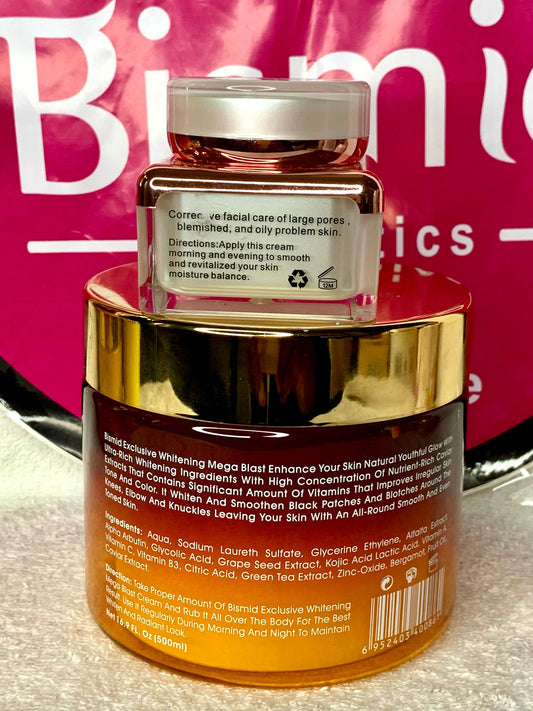 Bismid
tics
e
Correc ve facial care of large pores ,
blemished, and oily problem skin.
Directions:Apply this cream
morning and evening to smooth
and revitalized your skin
moisture balance.
12M
Bismid Exclusive Whitening Mega Blast Enhance Your Skin Natural Youthful Glow With
Ultra-Rich Whitening Ingredients With High Concentration Of Nutrient-Rich Caviar
Extracts That Contains Significant Amount Of Vitamins That Improves Irregular Skin
Tone And Color. It Whiten And Smoothen Black Patches And Blotches Around The
Knees, Elbow And Knuckles Leaving Your Skin With An All-Round Smooth And Even
Toned Skin.
Ingredients: Aqua, Sodium Laureth Sulfate, Glycerine Ethylene, Alfalfa Extract
Alpha Arbutin, Glycolic Acid, Grape Seed Extract, Kojic Acid Lactic Acid, Vitamin A,
Vitamin C, Vitamin B3, Citric Acid, Green Tea Extract, Zinc-Oxide, Bergamot, Fruit Oil,
Caviar Extract.
Direction: Take Proper Amount Of Bismid Exclusive Whitening
Mega Blast Cream And Rub It All Over The Body For The Best
Result. Use It Regularly During Morning And Night To Maintain
Whiten And Radiant Look.
Net 16.9 FL. Oz (500ml)
6 952403 40084